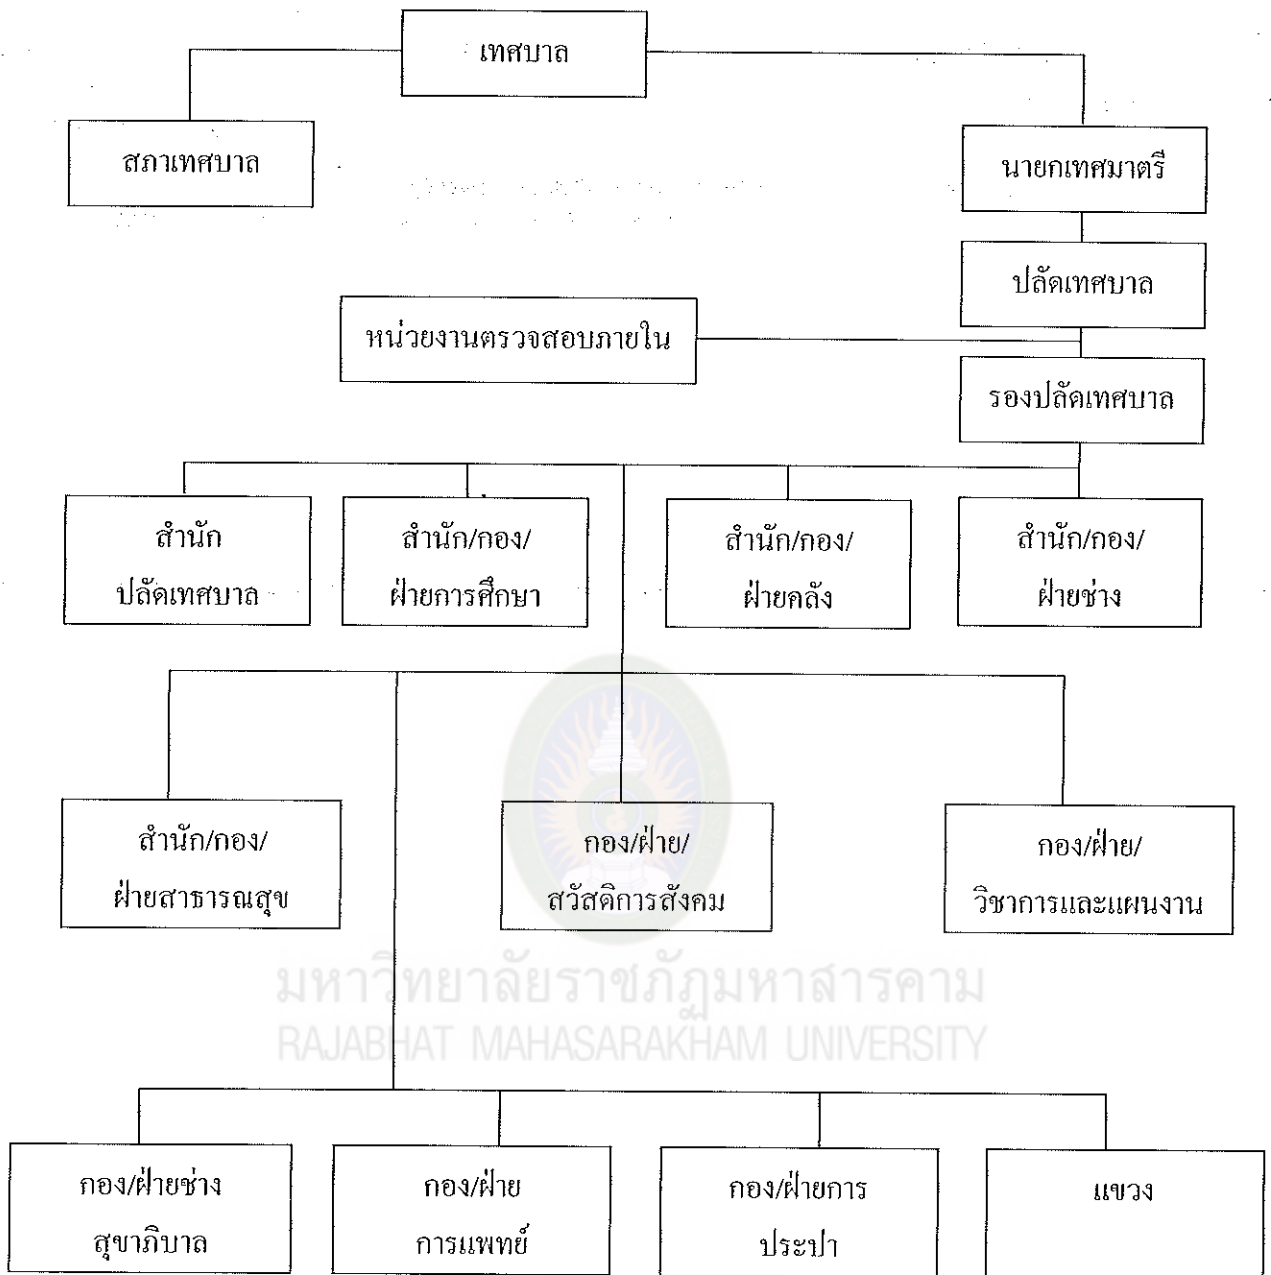 เทศบาล
สภาเทศบาล
นายกเทศมาตรี
ปลัดเทศบาล
หน่วยงานตรวจสอบภายใน
รองปลัดเทศบาล
สำนัก
ปลัดเทศบาล
สำนัก/กอง/
ฝ่ายการศึกษา
สำนัก/กอง/
ฝ่ายคลัง
สำนัก/กอง/
ฝ่ายช่าง
สำนัก/กอง/
ฝ่ายสาธารณสุข
กอง/ฝ่าย/
สวัสดิการสังคม
กอง/ฝ่าย/
วิชาการและแผนงาน
มหาวิทยาลัยราชภัฏมหาสารคาม
RAJABHAT MAHASARAKHAM UNIVERSITY
กอง/ฝ่ายช่าง
สุขาภิบาล
กอง/ฝ่าย
การแพทย์
กอง/ฝ่ายการ
ประปา
แขวง